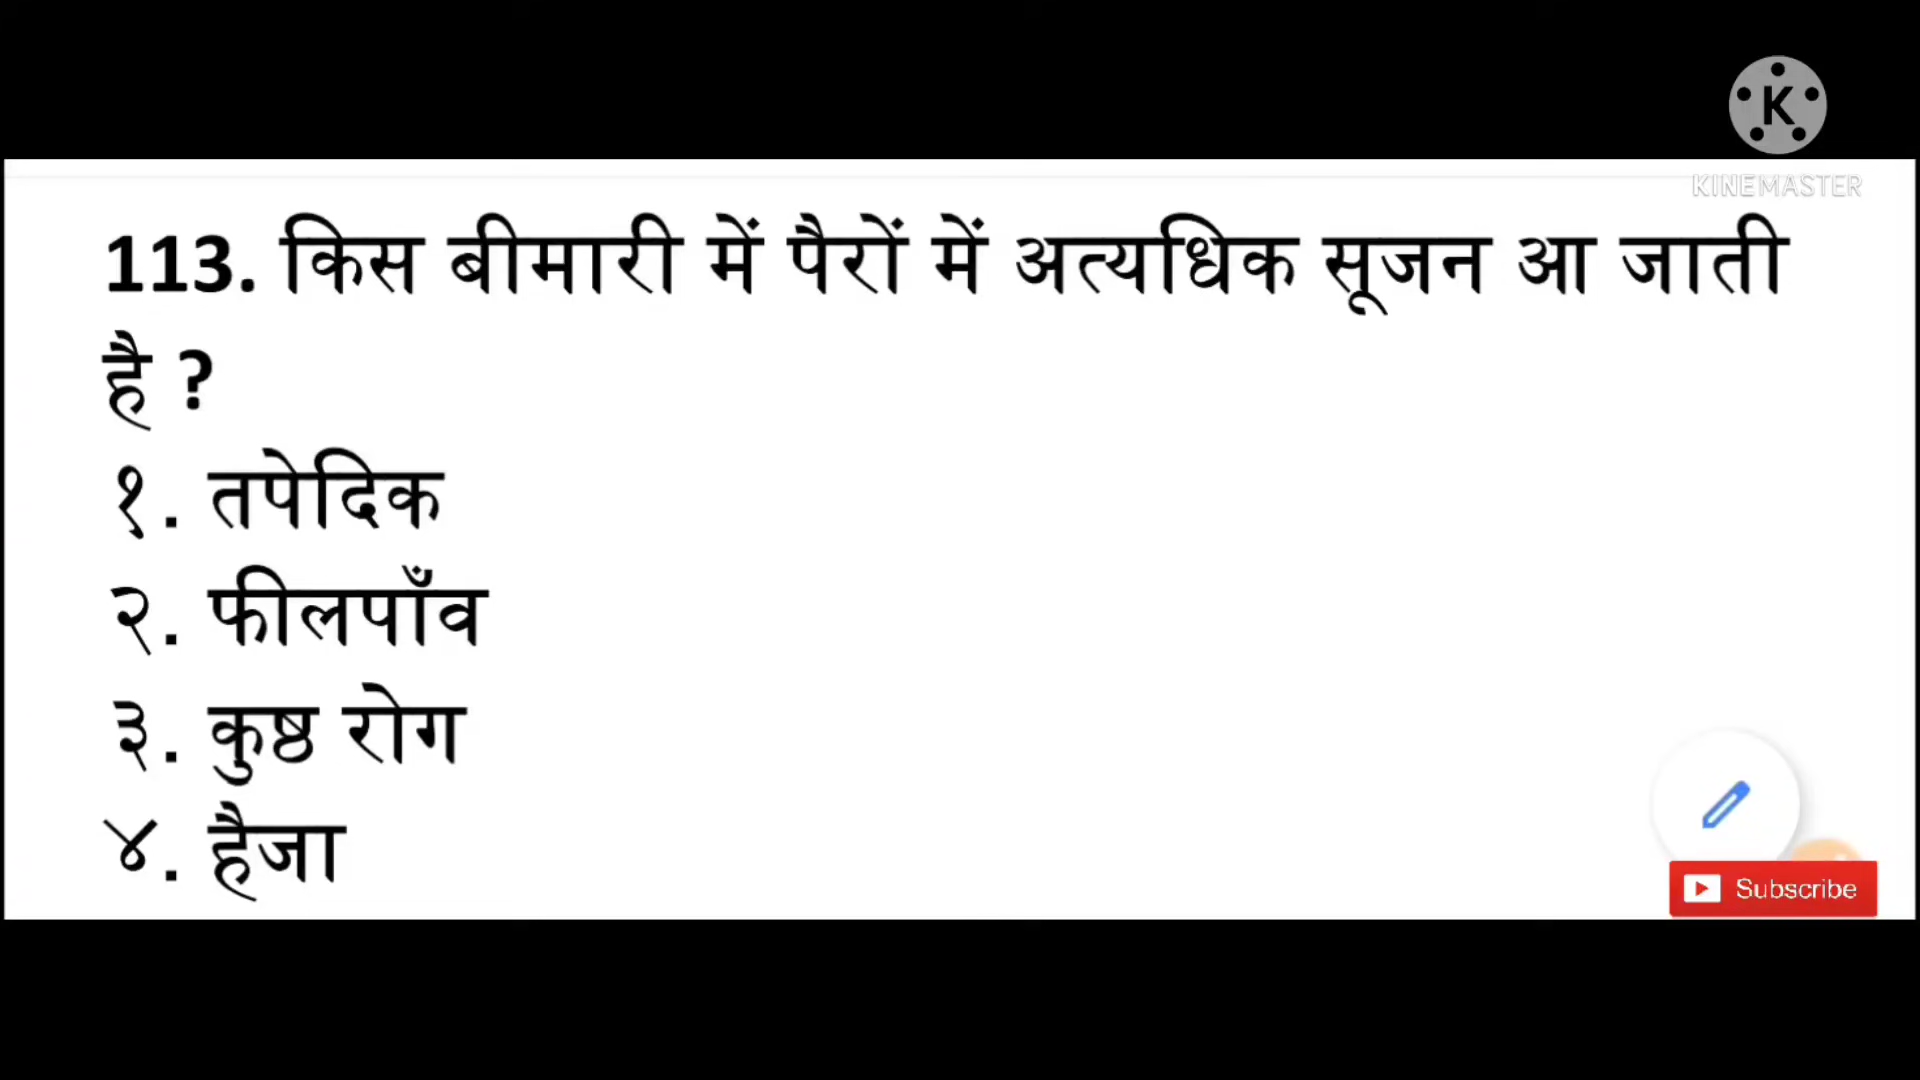 KINEMASTER
113. किस बीमारी में पैरों में अत्यधिक सूजन आ जाती
है ?
१. तपेदिक
२. फीलपाँव
३. कुष्ठ रोग
४. हैजा
Subscribe